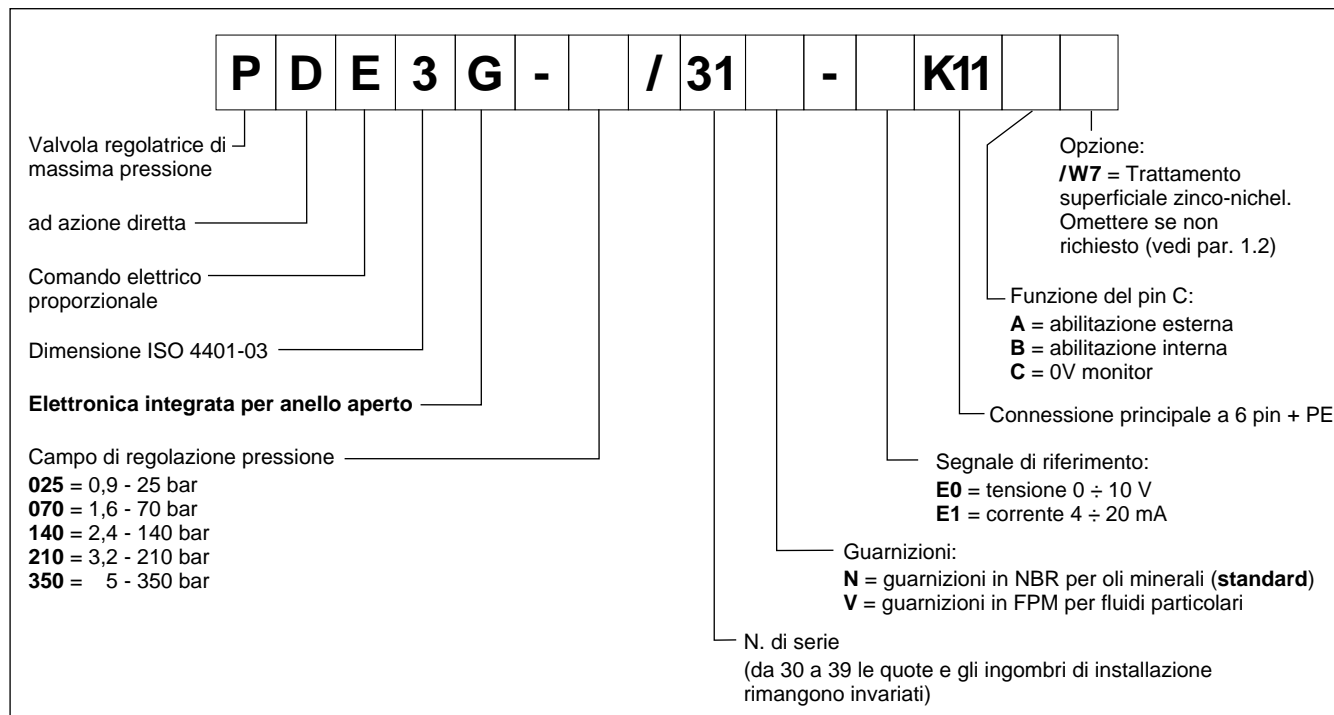 P D E 3 G - / 31 - K11
Valvola regolatrice di
massima pressione
ad azione diretta
Comando elettrico
proporzionale
Dimensione ISO 4401-03
Elettronica integrata per anello aperto
Campo di regolazione pressione
025 = 0,9 - 25 bar
070 = 1,6 - 70 bar
140 = 2,4 - 140 bar
210 = 3,2 - 210 bar
350 = 5 - 350 bar
Opzione:
/W7 = Trattamento
superficiale zinco-nichel.
Omettere se non
richiesto (vedi par. 1.2)
Funzione del pin C:
A = abilitazione esterna
B = abilitazione interna
C = 0V monitor
Connessione principale a 6 pin + PE
Segnale di riferimento:
E0 = tensione 0 ÷ 10 V
E1 = corrente 4 ÷ 20 mA
Guarnizioni:
N = guarnizioni in NBR per oli minerali (standard)
V = guarnizioni in FPM per fluidi particolari
N. di serie
(da 30 a 39 le quote e gli ingombri di installazione
rimangono invariati)